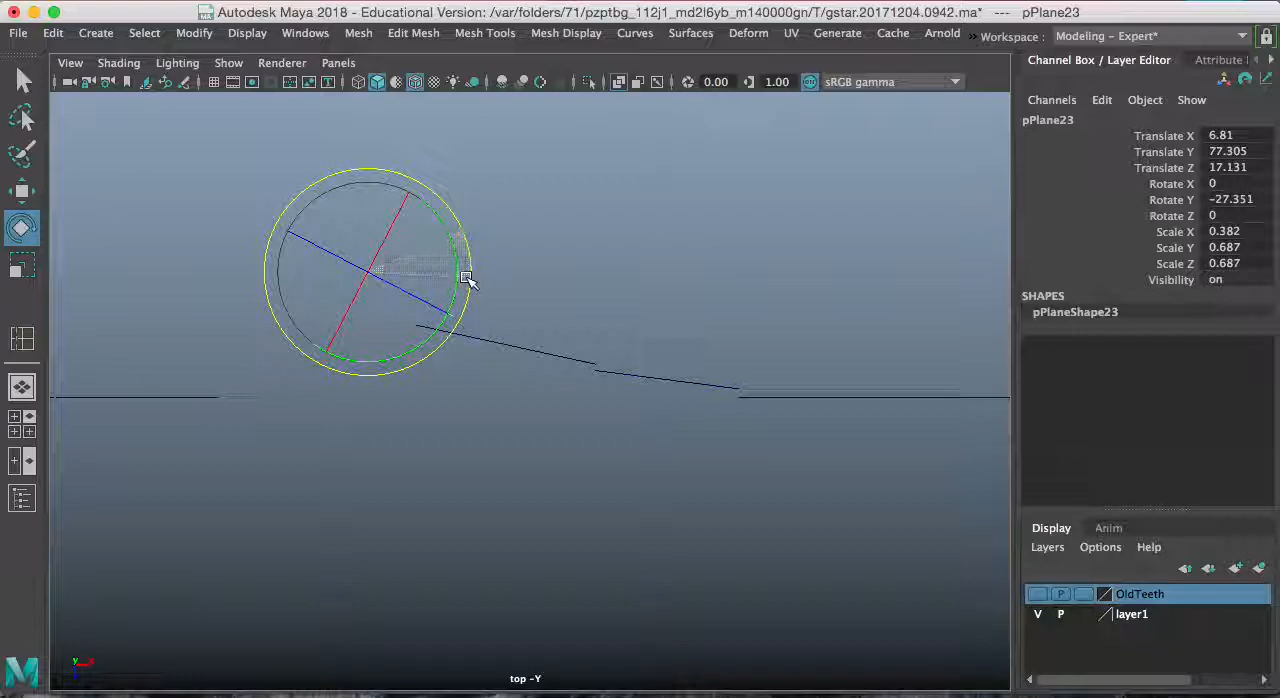 Autodesk Maya 2018 - Educational Version: /var/folders/71/pzptbg_112j1_md2l6yb_m140000gn/T/gstar.20171204.0942.ma* --- pPlane23
File Edit Create Select Modify Display Windows Mesh Edit Mesh Mesh Tools Mesh Display Curves Surfaces Deform UV Generate Cache Arnold » Workspace : Modeling - Expert*
View Shading Lighting Show Renderer Panels
0.00 1.00 sRGB gamma
Channel Box / Layer Editor Attribute
Channels Edit Object Show
pPlane23
Translate X 6.81
Translate Y 77.305
Translate Z 17.131
Rotate X 0
Rotate Y -27.351
Rotate Z 0
Scale X 0.382
Scale Y 0.687
Scale Z 0.687
Visibility on
SHAPES
pPlaneShape23
Display Anim
Layers Options Help
P OldTeeth
V P layer1
y x
top -Y